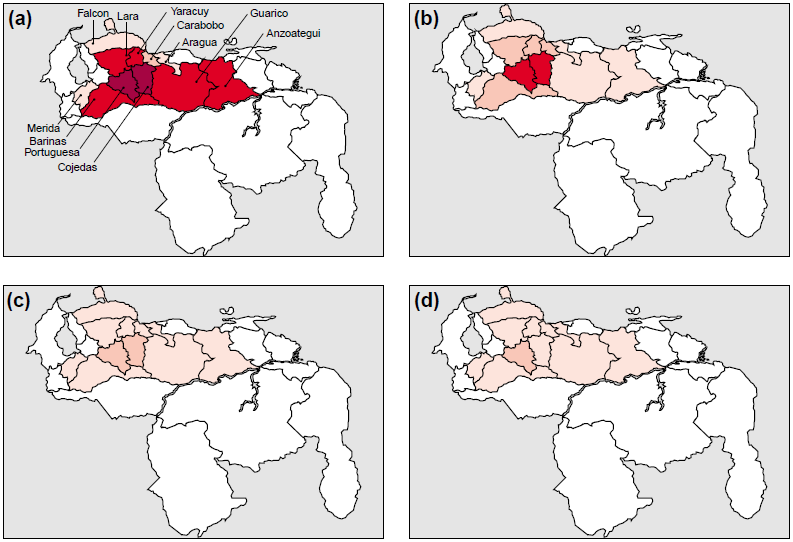 (a)
Falcon
Lara
Yaracuy
Carabobo
Aragua
Guarico
Anzoategui
Merida
Barinas
Portuguesa
Cojedas
(b)
(c)
(d)